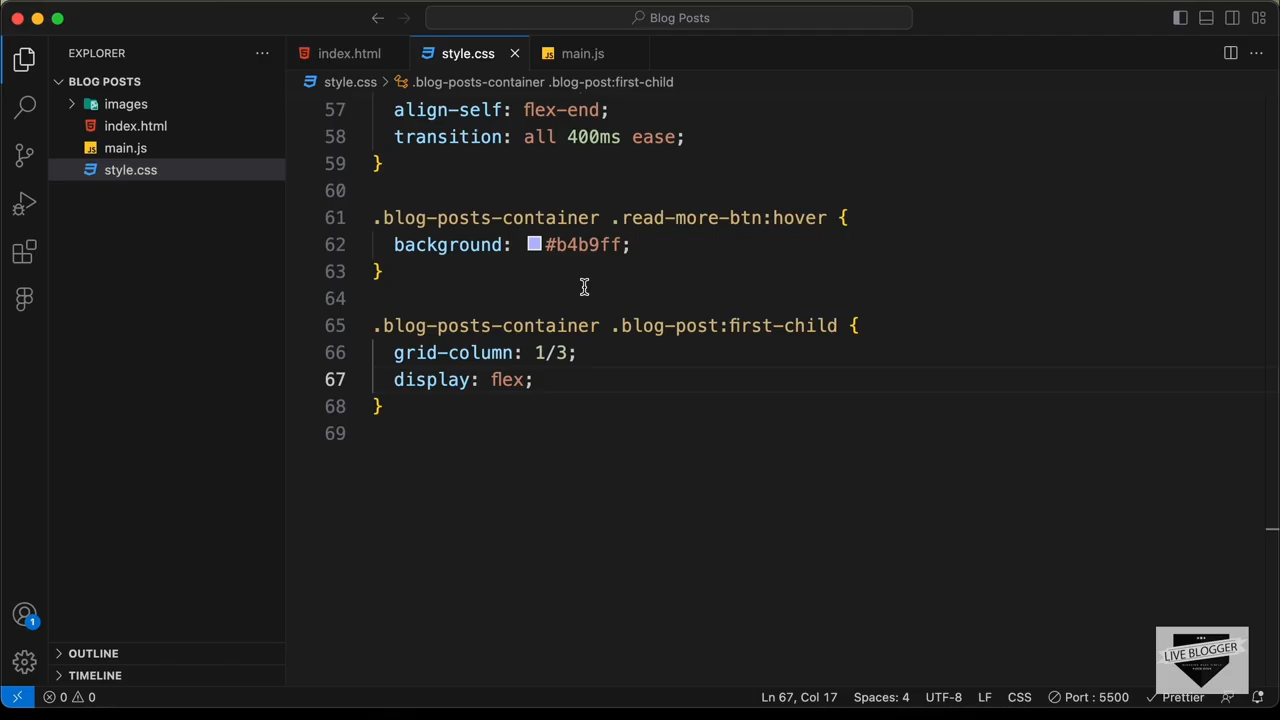 Blog Posts
EXPLORER
index.html
style.css
main.js
BLOG POSTS
style.css > .blog-posts-container .blog-post:first-child
images
index.html
main.js
style.css
57 align-self: flex-end;
58 transition: all 400ms ease;
59 }
60
61 .blog-posts-container .read-more-btn:hover {
62 background: #b4b9ff;
63 }
64
65 .blog-posts-container .blog-post:first-child {
66 grid-column: 1/3;
67 display: flex;
68 }
69
1
OUTLINE
TIMELINE
LIVE BLOGGER
0 0
Ln 67, Col 17
Spaces: 4
UTF-8
LF
CSS
Port : 5500
Prettier